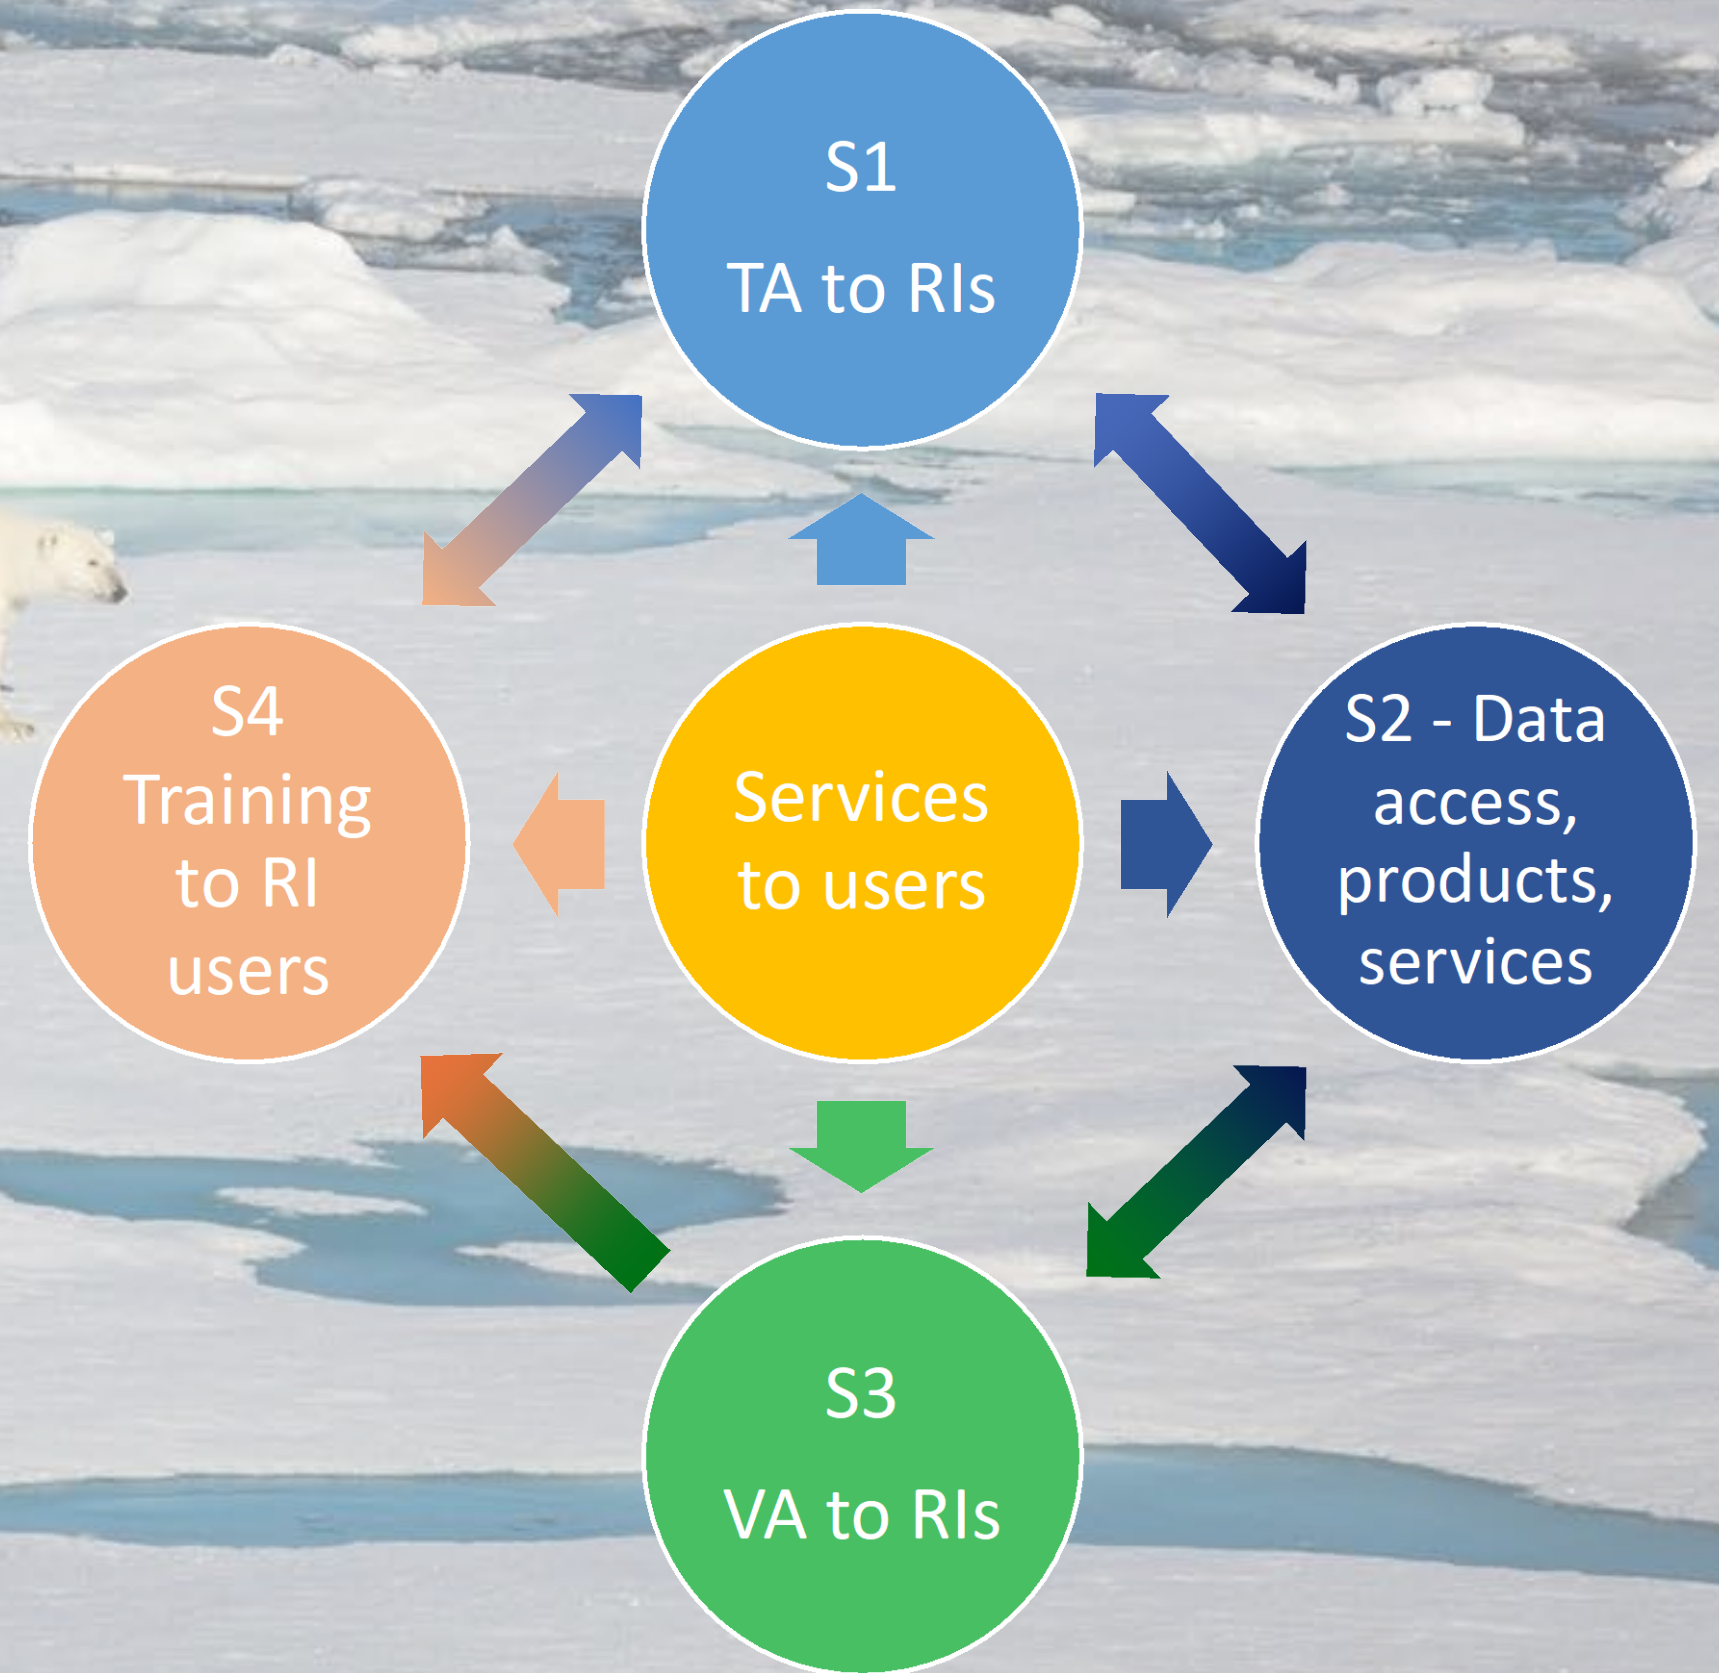 S1
TA to RIs
S4
Training
to RI
users
Services
to users
S2 - Data
access,
products,
services
S3
VA to RIs